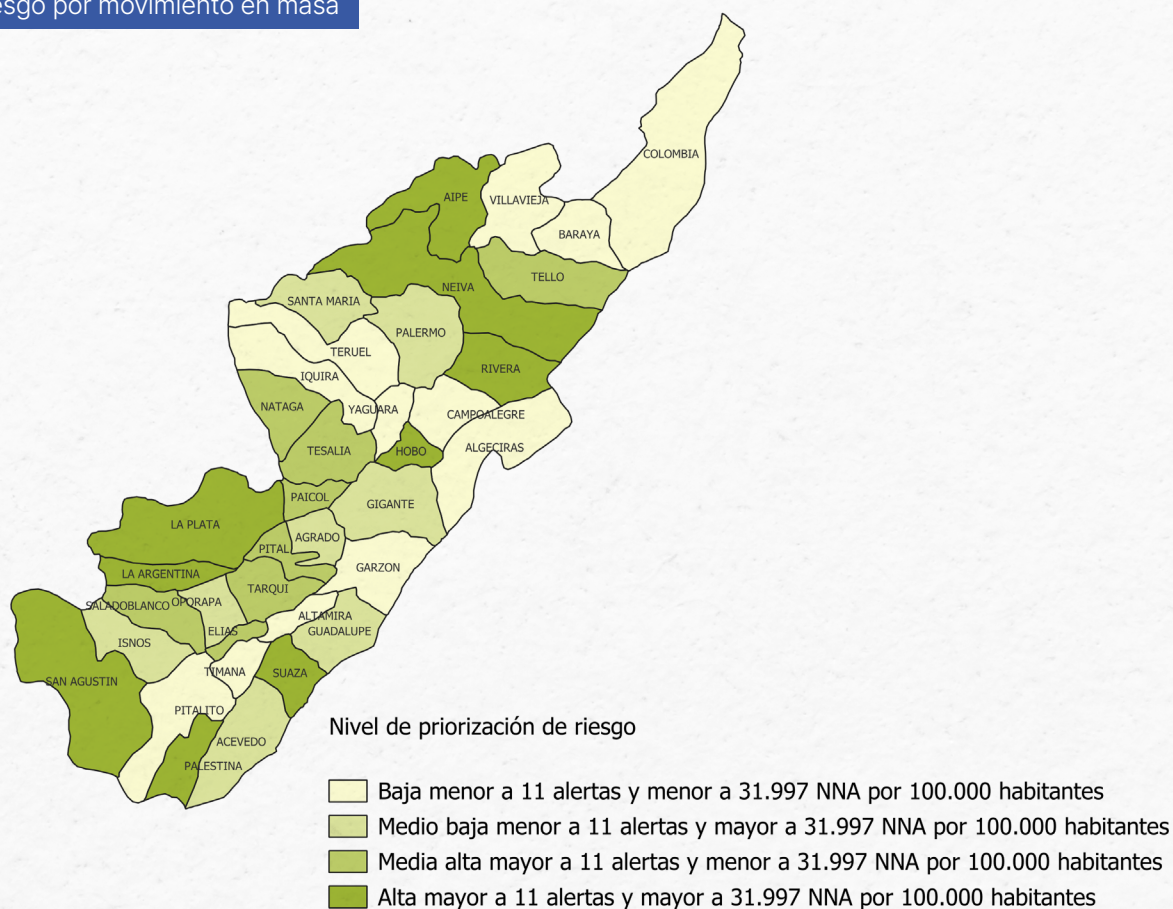 esgo por movimiento en masa
COLOMBIA
AIPE
VILLAVIEJA
BARAYA
TELLO
NEIVA
SANTA MARIA
PALERMO
TERUEL
RIVERA
IQUIRA
NATAGA
YAGUARA
CAMPOALEGRE
TESALIA
HOBO
ALGECIRAS
PAICOL
GIGANTE
LA PLATA
AGRADO
PITAL
GARZON
LA ARGENTINA
TARQUI
SALADOBLANCO
OPORAPA
ALTAMIRA
ELIAS
GUADALUPE
ISNOS
TIMANA
SUAZA
SAN AGUSTIN
PITALITO
ACEVEDO
PALESTINA
Nivel de priorización de riesgo
Baja menor a 11 alertas y menor a 31.997 NNA por 100.000 habitantes
Medio baja menor a 11 alertas y mayor a 31.997 NNA por 100.000 habitantes
Media alta mayor a 11 alertas y menor a 31.997 NNA por 100.000 habitantes
Alta mayor a 11 alertas y mayor a 31.997 NNA por 100.000 habitantes